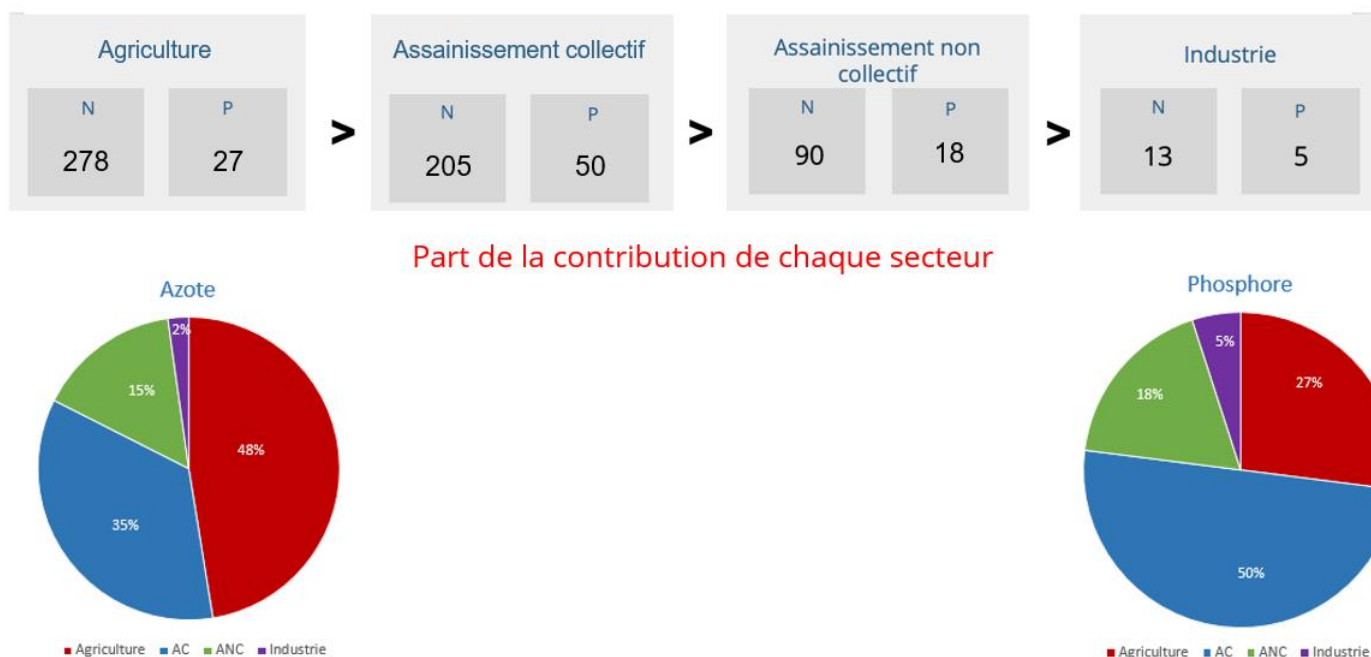 Agriculture
N P
278 27
>
Assainissement collectif
N P
205 50
>
Assainissement non
collectif
N P
90 18
>
Industrie
N P
13 5
Part de la contribution de chaque secteur
Azote
2%
15%
48%
35%
Agriculture AC ANC Industrie
Phosphore
5%
27%
18%
50%
Agriculture AC ANC Industrie